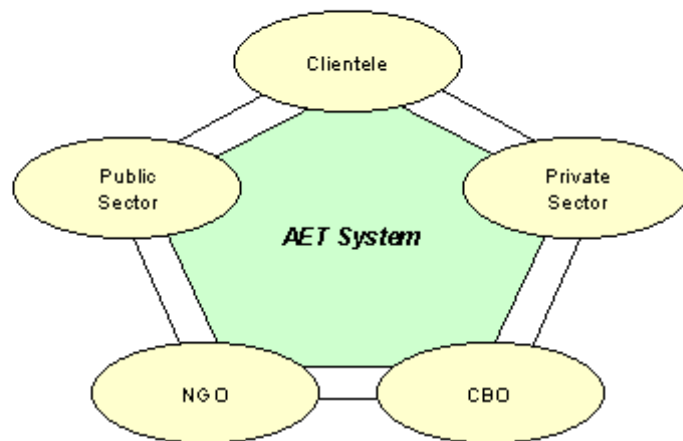 Clientele
Public
Sector
Private
Sector
AET System
NGO
CBO